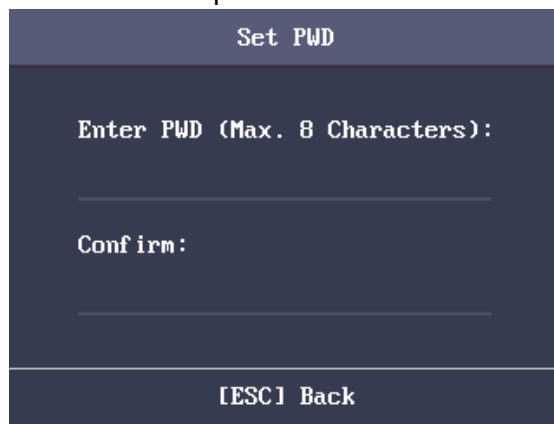 Set PWD
Enter PWD (Max. 8 Characters):
Confirm:
[ESC] Back